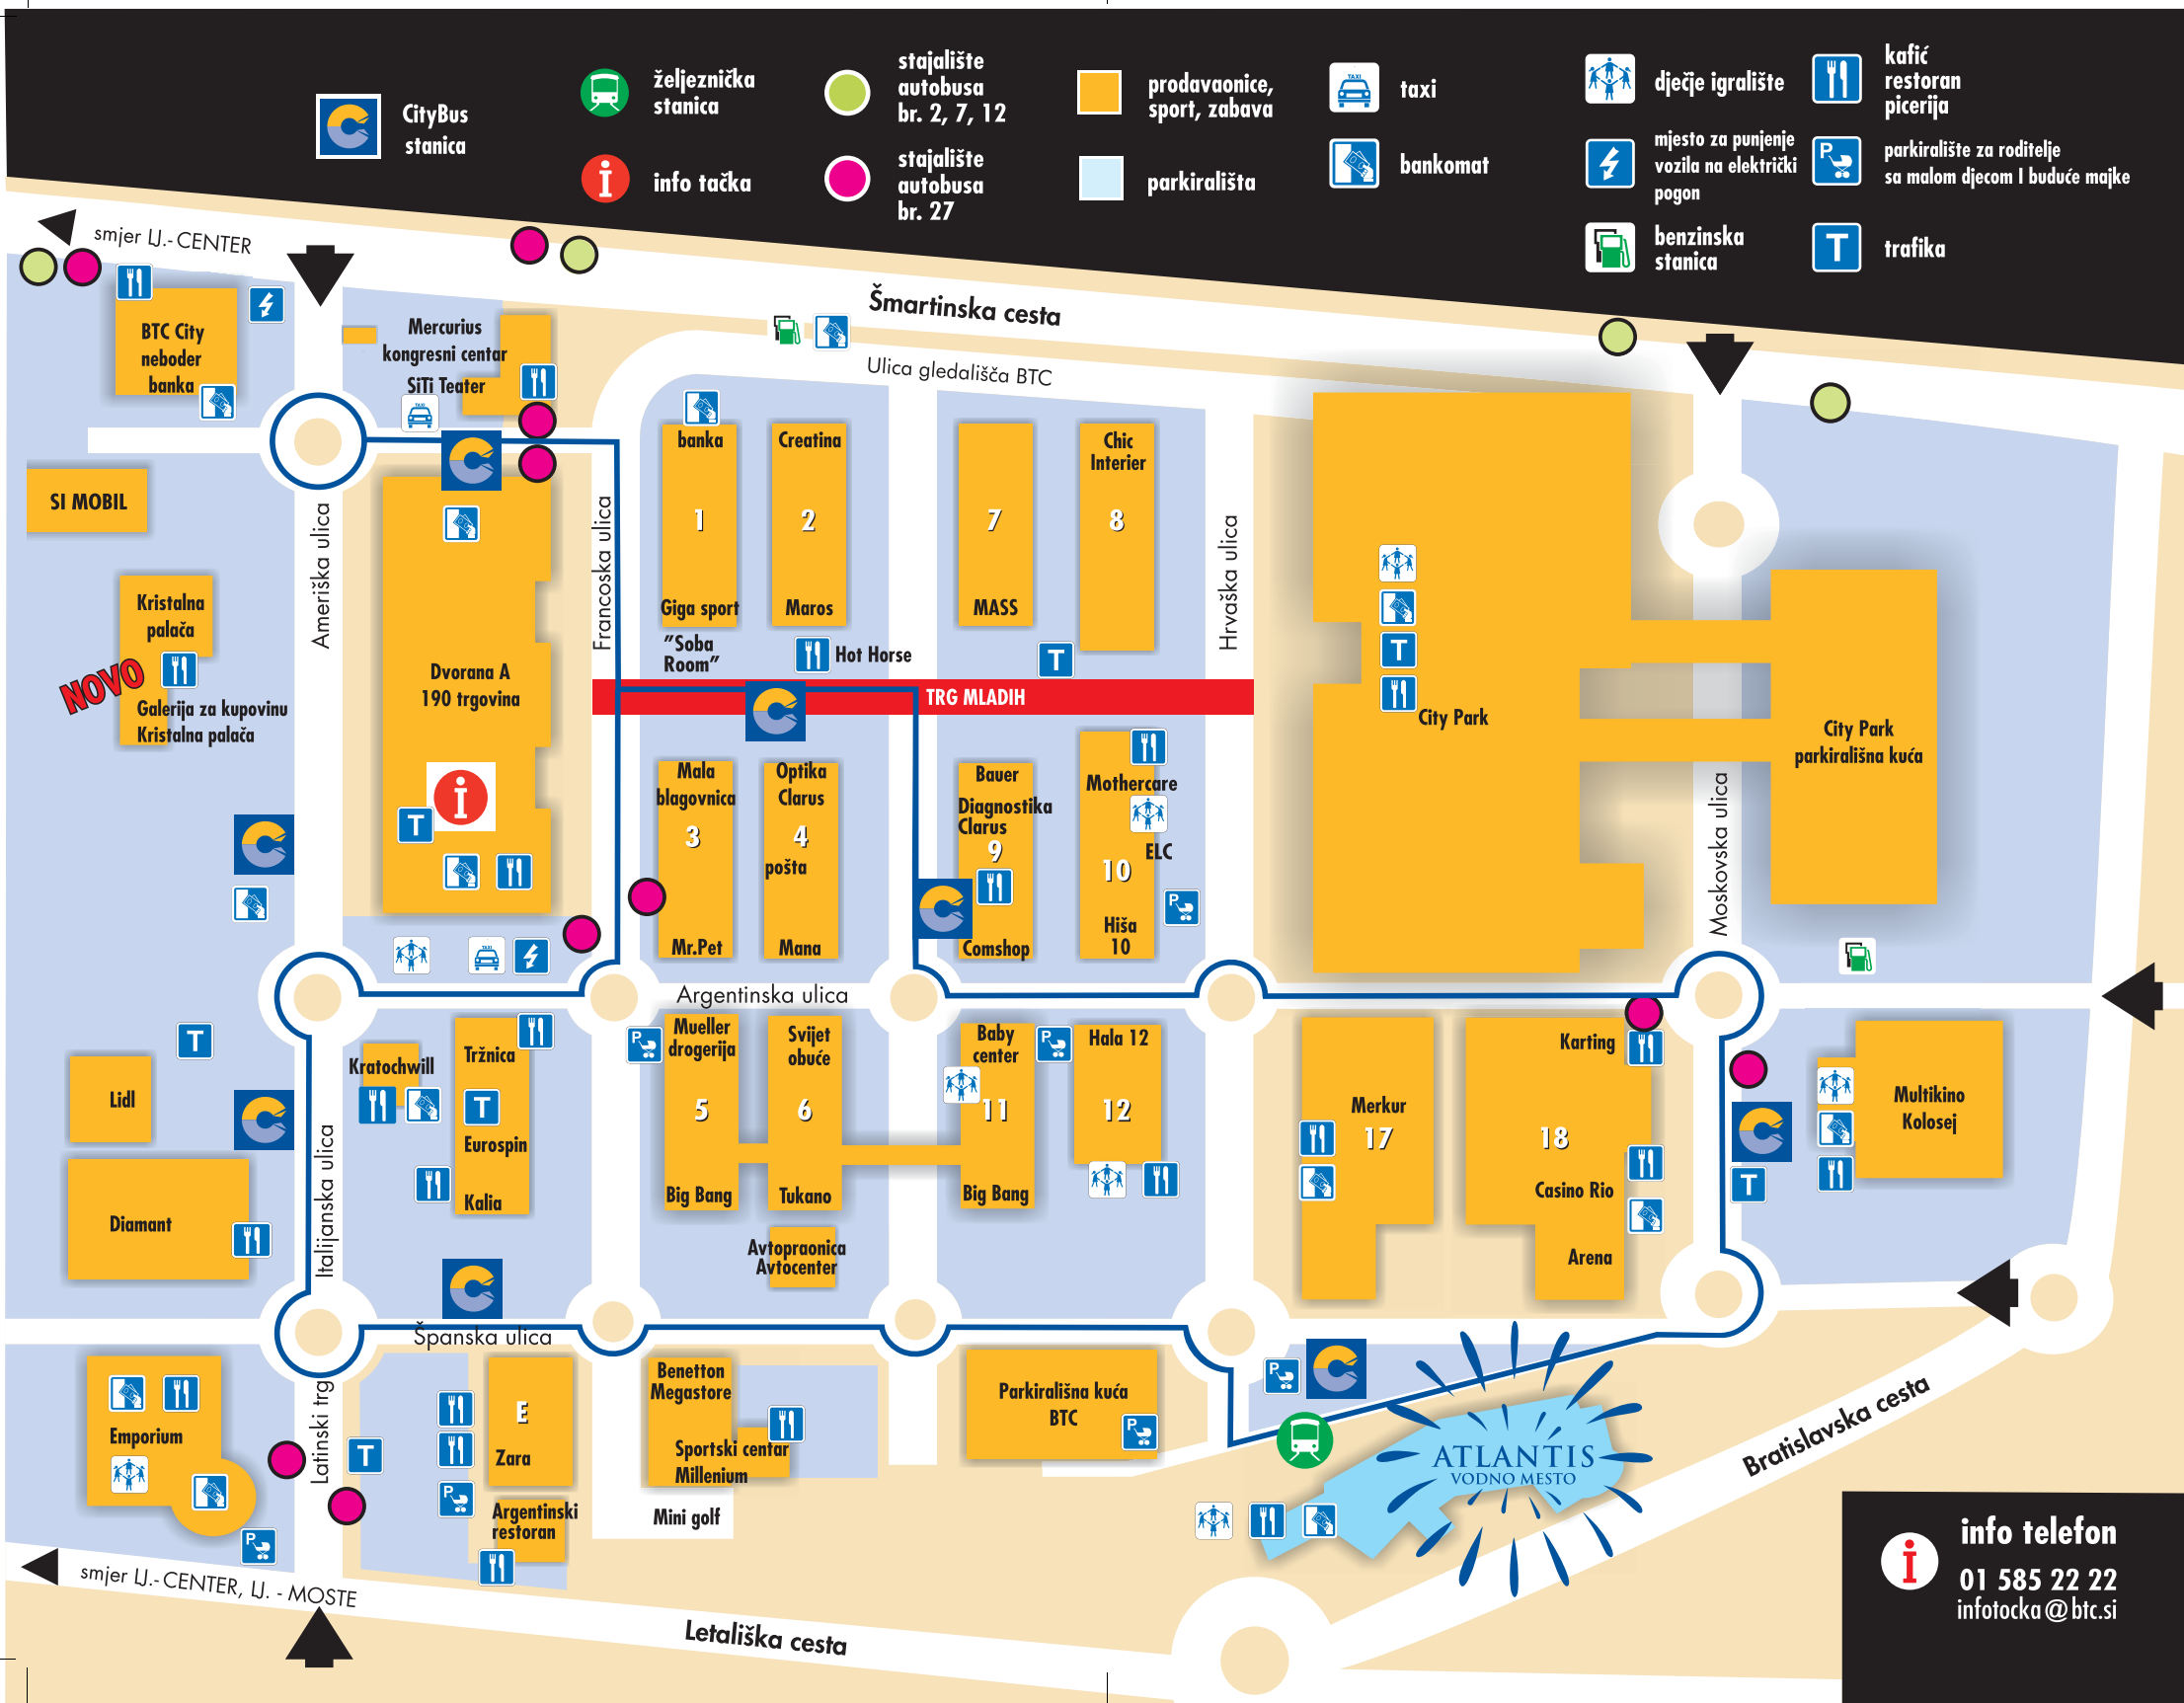 CityBus
stanica
željeznička
stanica
info tačka
stajalište
autobusa
br. 2, 7, 12
stajalište
autobusa
br. 27
prodavaonice,
sport, zabava
parkirališta
TAXI
taxi
bankomat
dječje igralište
mjesto za punjenje
vozila na električki
pogon
benzinska
stanica
kafić
restoran
picerija
P
parkiralište za roditelje
sa malom djecom I buduće majke
T
trafika
smjer LJ.- CENTER
Šmartinska cesta
Ulica gledališča BTC
BTC City
neboder
banka
Mercurius
kongresni centar
SiTi Teater
TAXI
SI MOBIL
Ameriška ulica
Francoska ulica
Hrvaška ulica
Moskovska ulica
banka
1
Giga sport
Creatina
2
Maros
7
MASS
Chic
Interier
8
"Soba
Room"
Hot Horse
T
TRG MLADIH
Kristalna
palača
NOVO
Galerija za kupovinu
Kristalna palača
Dvorana A
190 trgovina
i
T
T
City Park
City Park
parkirališna kuća
Mala
blagovnica
3
Mr.Pet
Optika
Clarus
4
pošta
Mana
Bauer
Diagnostika
Clarus
9
Comshop
Mothercare
ELC
10
Hiša
10
P
TAXI
Argentinska ulica
T
Lidl
Diamant
Italijanska ulica
Kratochwill
Tržnica
T
Eurospin
Kalia
P
Mueller
drogerija
5
Big Bang
Svijet
obuće
6
Tukano
Avtopraonica
Avtocenter
Baby
center
11
Big Bang
P
Hala 12
12
Merkur
17
Karting
18
Casino Rio
Arena
T
Multikino
Kolosej
Španska ulica
Emporium
P
Latinski trg
T
E
Zara
P
Argentinski
restoran
Benetton
Megastore
Sportski centar
Millenium
Mini golf
Parkirališna kuća
BTC
P
P
ATLANTIS
VODNO MESTO
Bratislavska cesta
smjer LJ.- CENTER, LJ. - MOSTE
Letališka cesta
i
info telefon
01 585 22 22
infotocka@btc.si